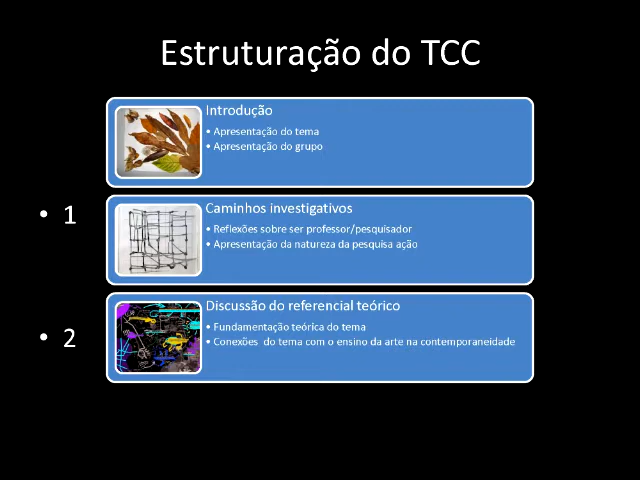 Estruturação do TCC
Introdução
• Apresentação do tema
• Apresentação do grupo
• 1
Caminhos investigativos
• Reflexões sobre ser professor/pesquisador
• Apresentação da natureza da pesquisa ação
• 2
Discussão do referencial teórico
• Fundamentação teórica do tema
• Conexões do tema com o ensino da arte na contemporaneidade